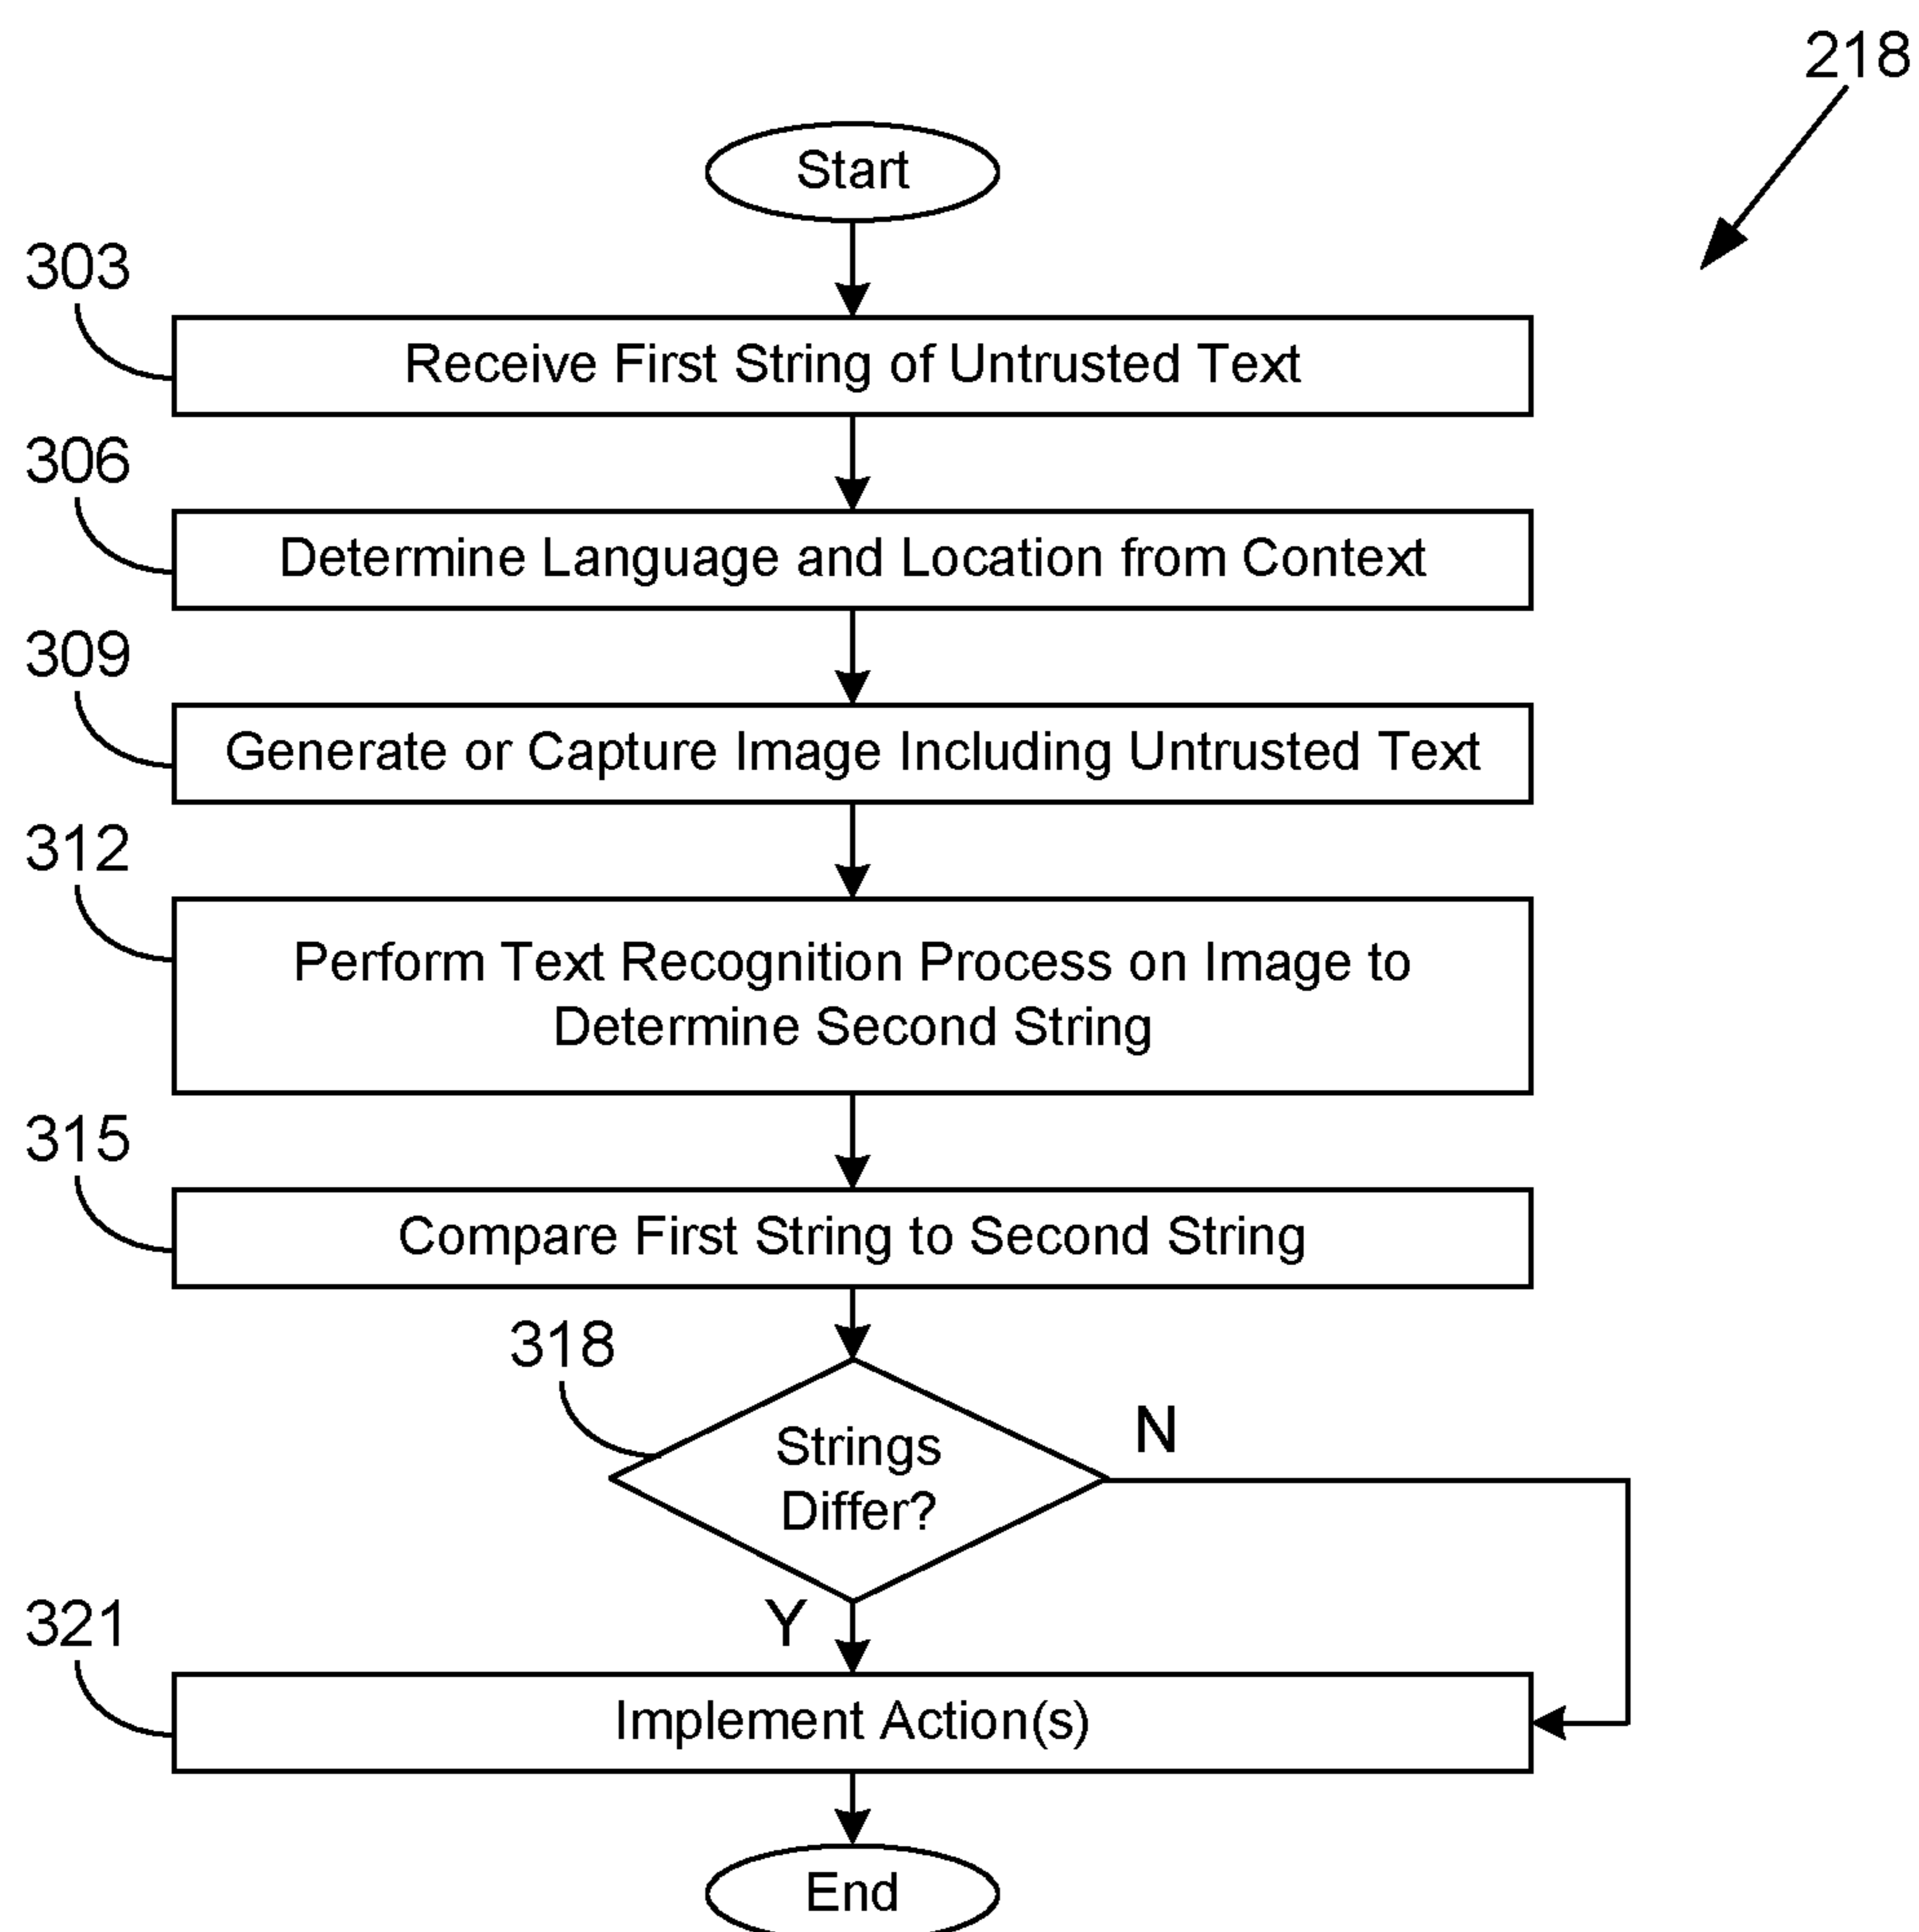 218
Start
303
Receive First String of Untrusted Text
306
Determine Language and Location from Context
309
Generate or Capture Image Including Untrusted Text
312
Perform Text Recognition Process on Image to
Determine Second String
315
Compare First String to Second String
318
Strings
Differ?
N
Y
321
Implement Action(s)
End